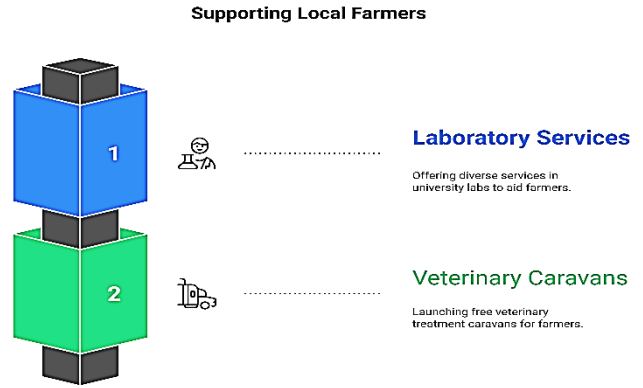 Supporting Local Farmers
1
Laboratory Services
Offering diverse services in
university labs to aid farmers.
2
Veterinary Caravans
Launching free veterinary
treatment caravans for farmers.